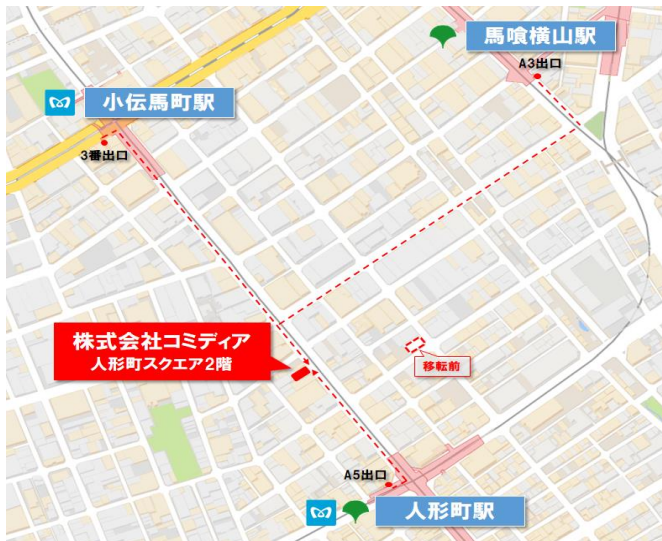 馬喰横山駅
A3出口
小伝馬町駅
3番出口
株式会社コミディア
人形町スクエア2階
移転前
A5出口
人形町駅